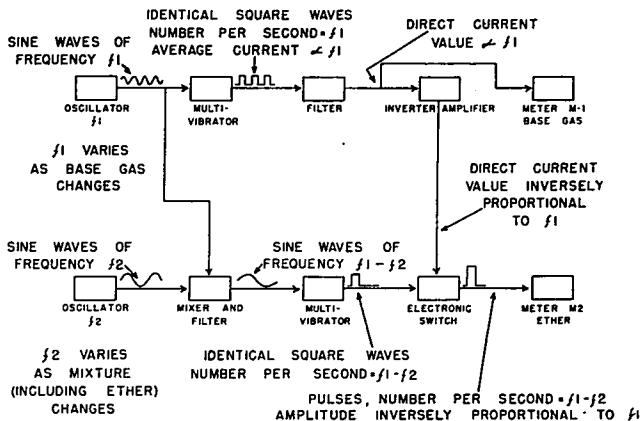 IDENTICAL SQUARE WAVES
NUMBER PER SECOND=f1
AVERAGE CURRENT ∝ f1
SINE WAVES OF
FREQUENCY f1
DIRECT CURRENT
VALUE ∝ f1
OSCILLATOR
f1
MULTI-
VIBRATOR
FILTER
INVERTER AMPLIFIER
METER M-1
BASE GAS
f1 VARIES
AS BASE GAS
CHANGES
DIRECT CURRENT
VALUE INVERSELY
PROPORTIONAL
TO f1
SINE WAVES OF
FREQUENCY f2
SINE WAVES OF
FREQUENCY f1-f2
OSCILLATOR
f2
MIXER AND
FILTER
MULTI-
VIBRATOR
ELECTRONIC
SWITCH
METER M2
ETHER
f2 VARIES
AS MIXTURE
(INCLUDING ETHER)
CHANGES
IDENTICAL SQUARE WAVES
NUMBER PER SECOND=f1-f2
PULSES, NUMBER PER SECOND=f1-f2
AMPLITUDE INVERSELY PROPORTIONAL TO f1